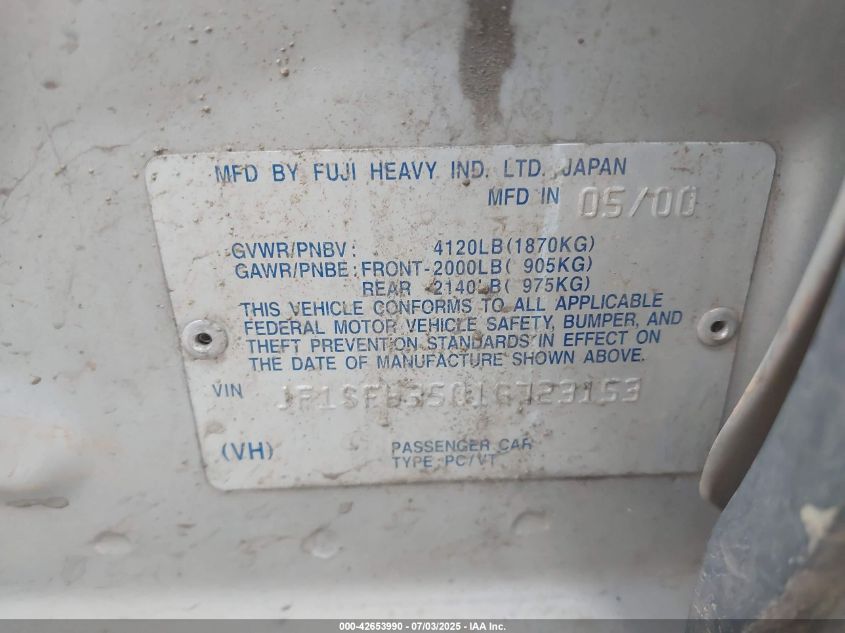 MFD BY FUJI HEAVY IND. LTD. JAPAN
MFD IN 05/00
GVWR/PNBV: 4120LB(1870KG)
GAWR/PNBE:FRONT-2000LB( 905KG)
REAR -2140LB( 975KG)
THIS VEHICLE CONFORMS TO ALL APPLICABLE
FEDERAL MOTOR VEHICLE SAFETY, BUMPER, AND
THEFT PREVENTION STANDARDS IN EFFECT ON
THE DATE OF MANUFACTURE SHOWN ABOVE.
VIN JF1SF63501G723153
(VH) PASSENGER CAR
TYPE PC/VT
000-42653990 - 07/03/2025 - IAA Inc.